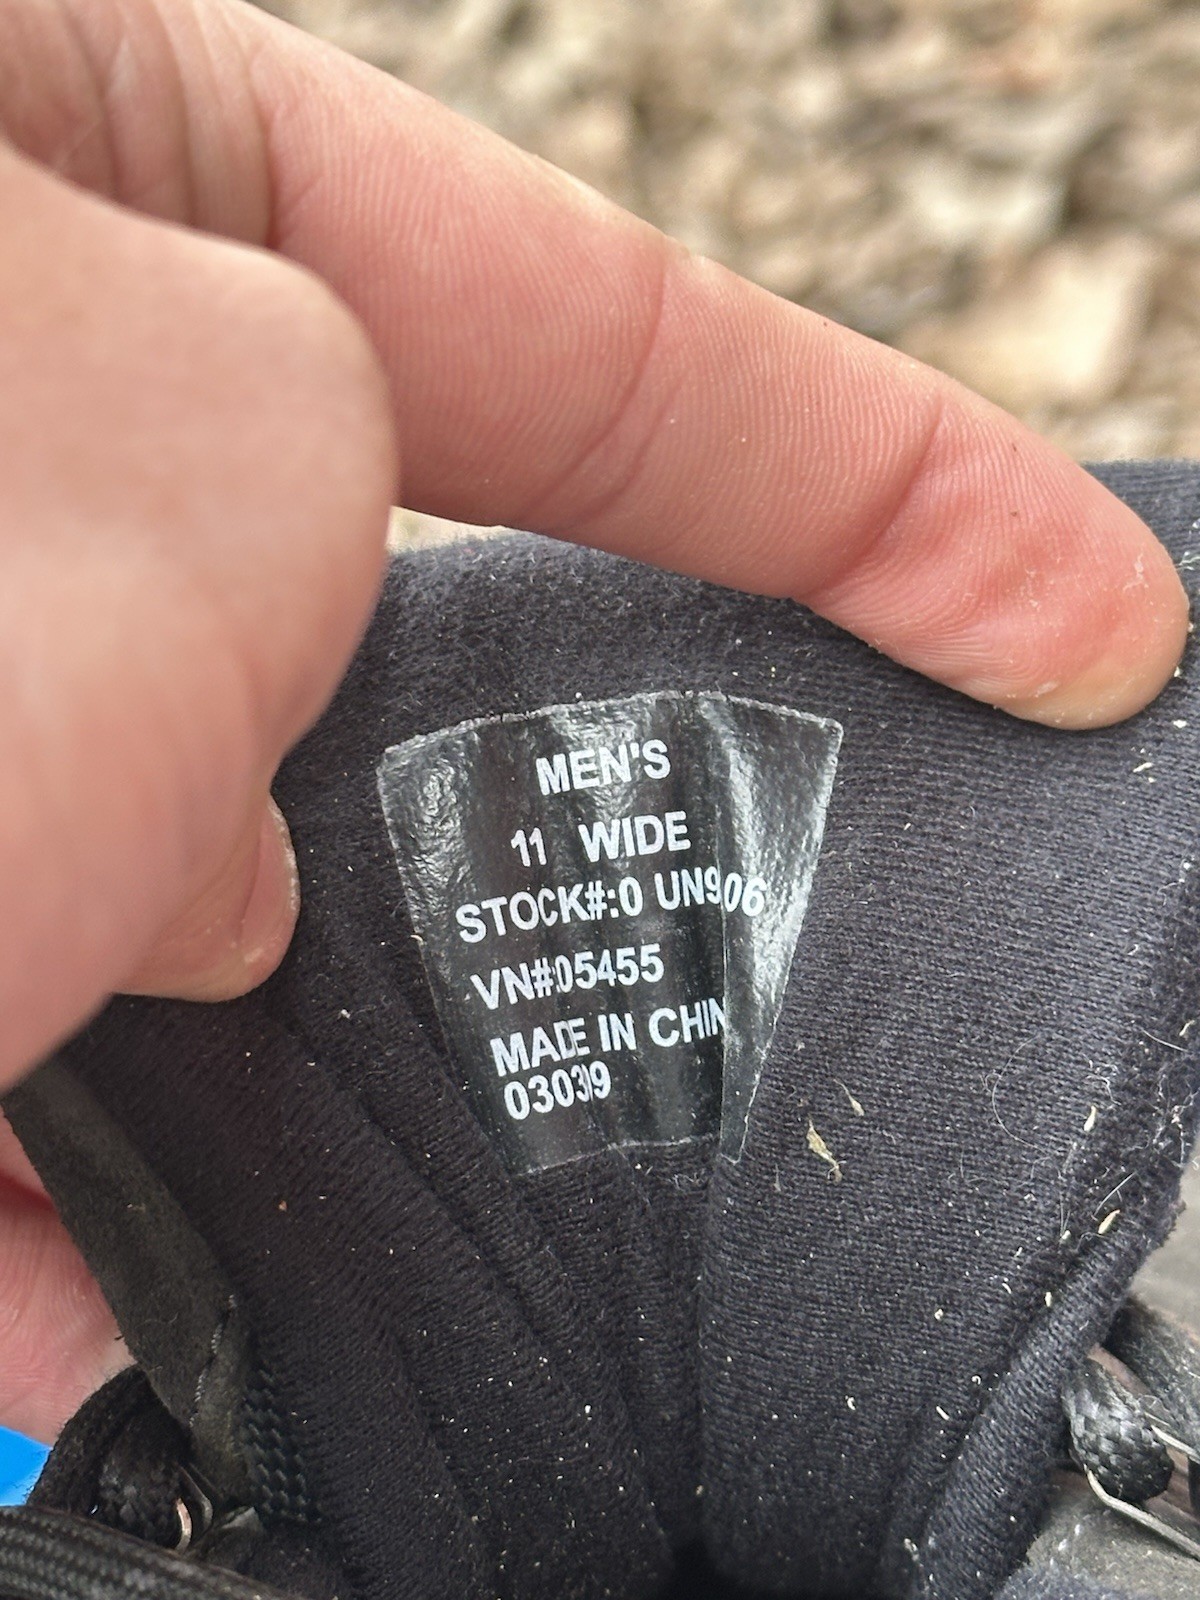 MEN'S
11 WIDE
STOCK#:0 UN906
VN#:05455
MADE IN CHIN
03039